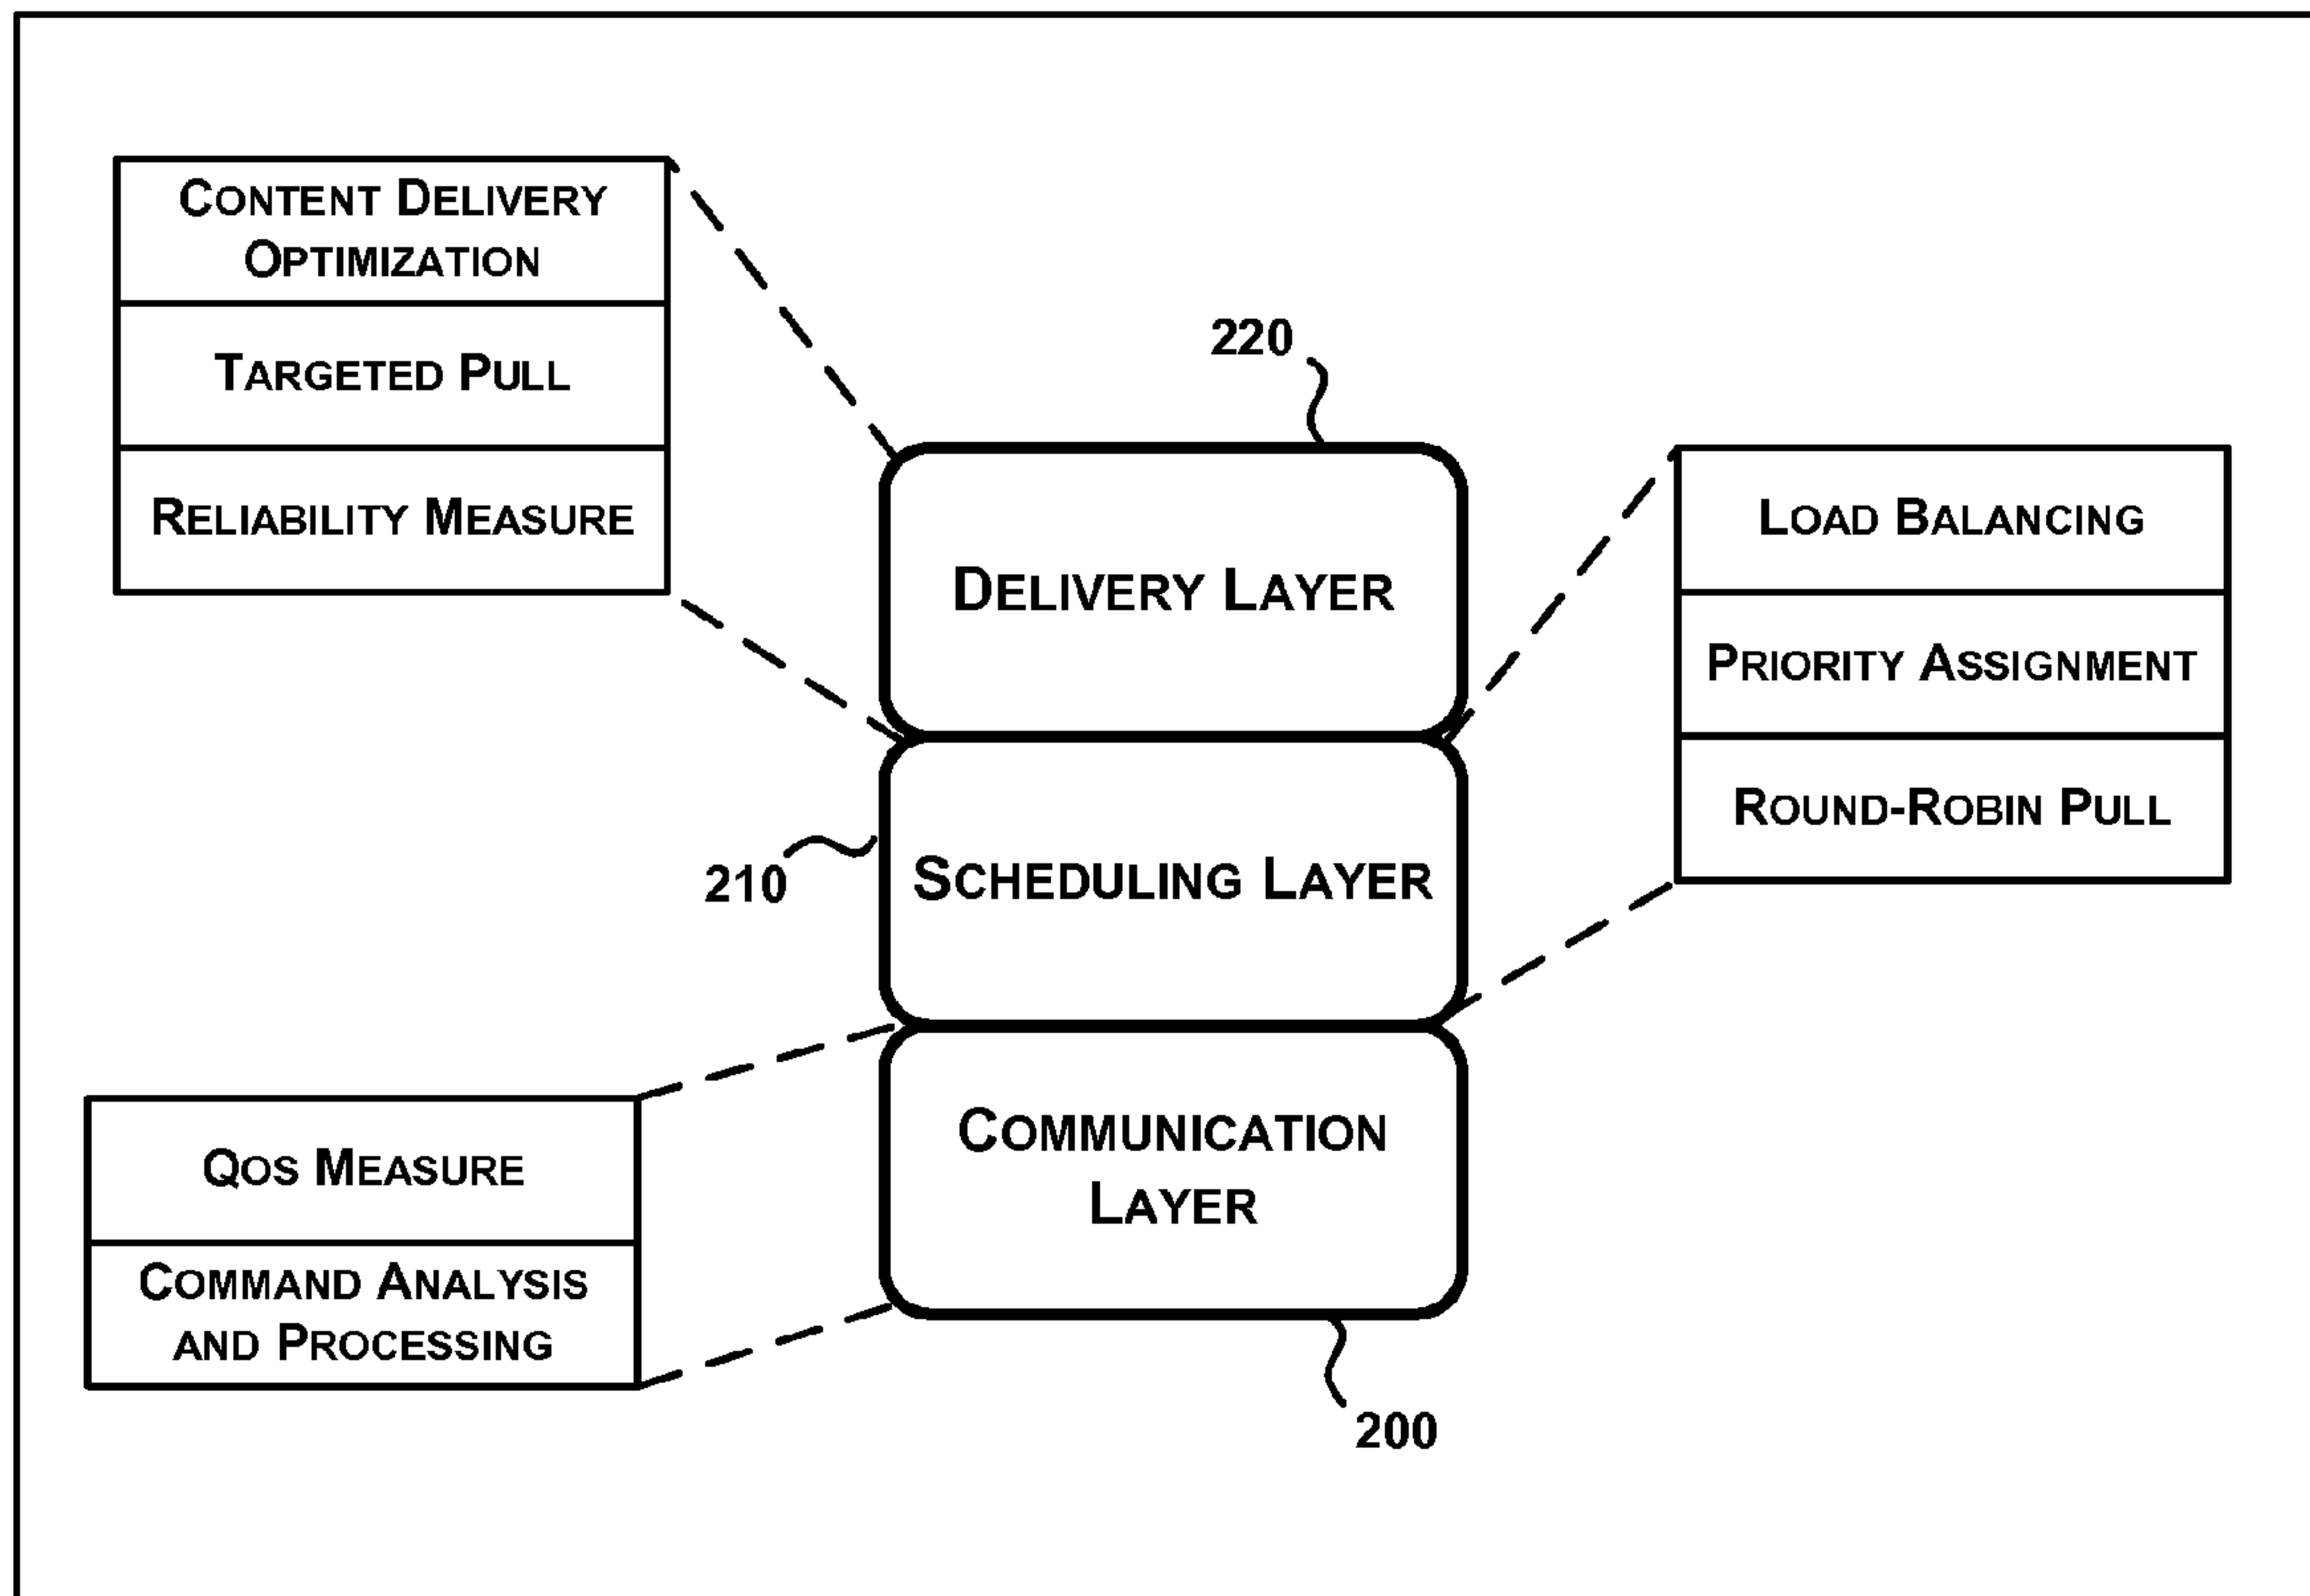 CONTENT DELIVERY
OPTIMIZATION
TARGETED PULL
RELIABILITY MEASURE
220
DELIVERY LAYER
LOAD BALANCING
PRIORITY ASSIGNMENT
ROUND-ROBIN PULL
210
SCHEDULING LAYER
QOS MEASURE
COMMAND ANALYSIS
AND PROCESSING
COMMUNICATION
LAYER
200